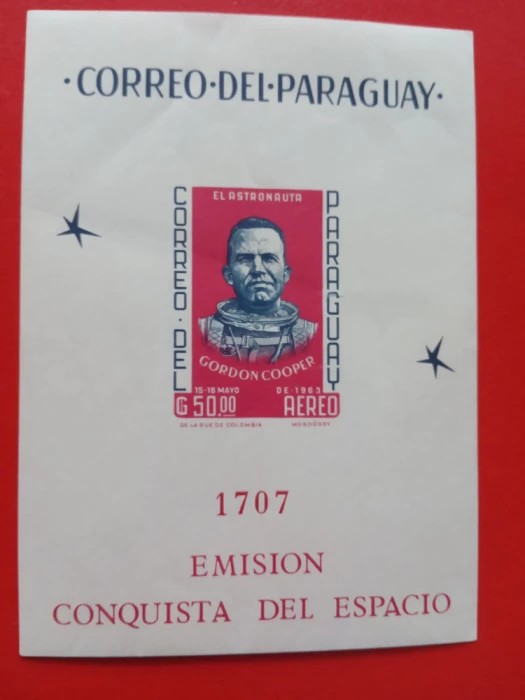 ·CORREO·DEL·PARAGUAY·
CORREO·DEL
PARAGUAY
EL ASTRONAUTA
GORDON COOPER
15-16 MAYO DE-1963
G 50.00 AEREO
DE LA RUE DE COLOMBIA
1707
EMISION
CONQUISTA DEL ESPACIO